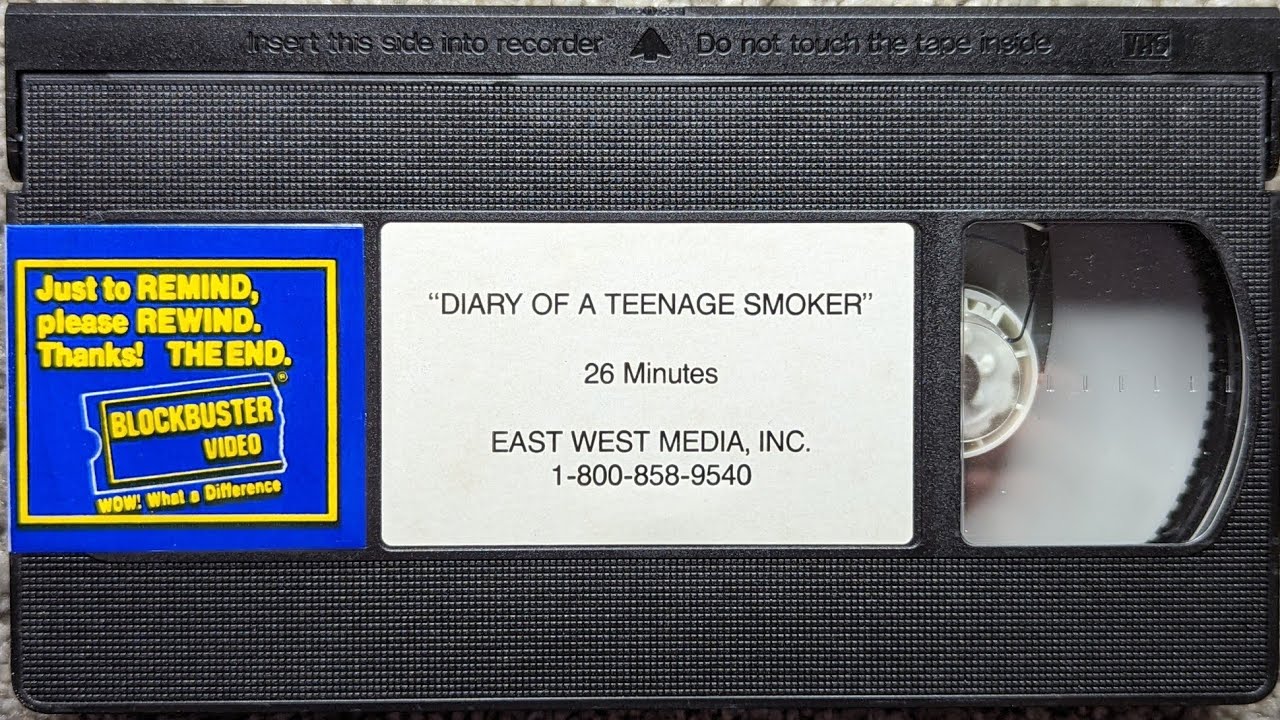 Insert this side into recorder Do not touch the tape inside VHS
Just to REMIND,
please REWIND.
Thanks! THE END.
BLOCKBUSTER®
VIDEO
WOW! What a Difference
“DIARY OF A TEENAGE SMOKER”
26 Minutes
EAST WEST MEDIA, INC.
1-800-858-9540